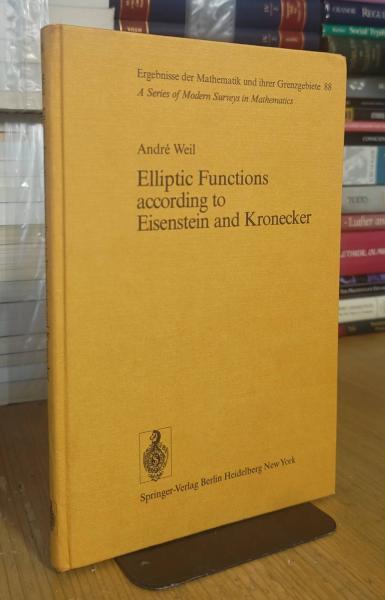 Ergebnisse der Mathematik und ihrer Grenzgebiete 88
A Series of Modern Surveys in Mathematics
André Weil
Elliptic Functions
according to
Eisenstein and Kronecker
Springer-Verlag Berlin Heidelberg New York